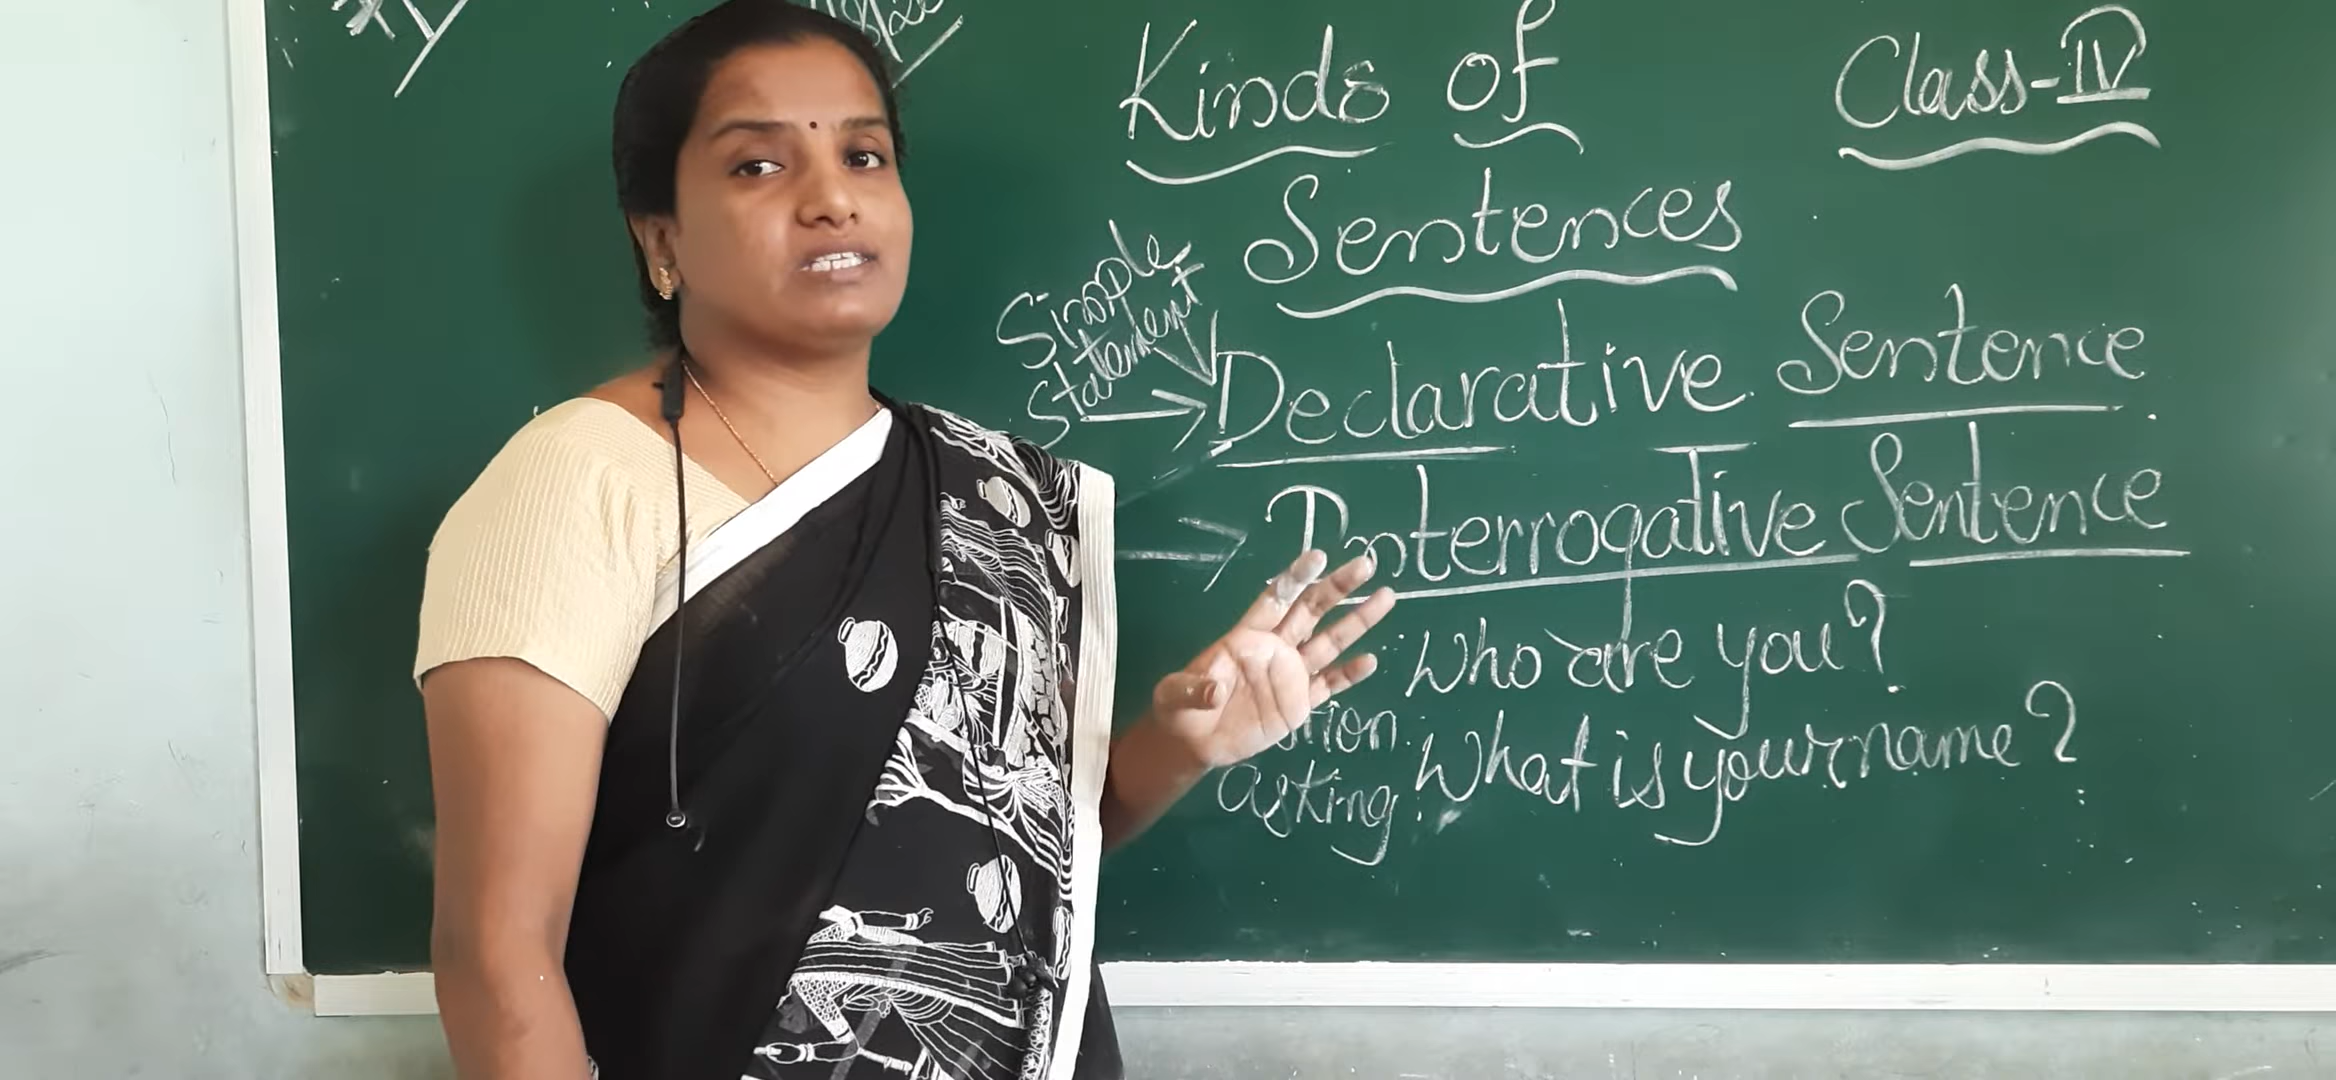 Kinds of
Class-IV
Sentences
Simple
statement
Declarative Sentence
Interrogative Sentence
Who are you?
What is your name?
asking